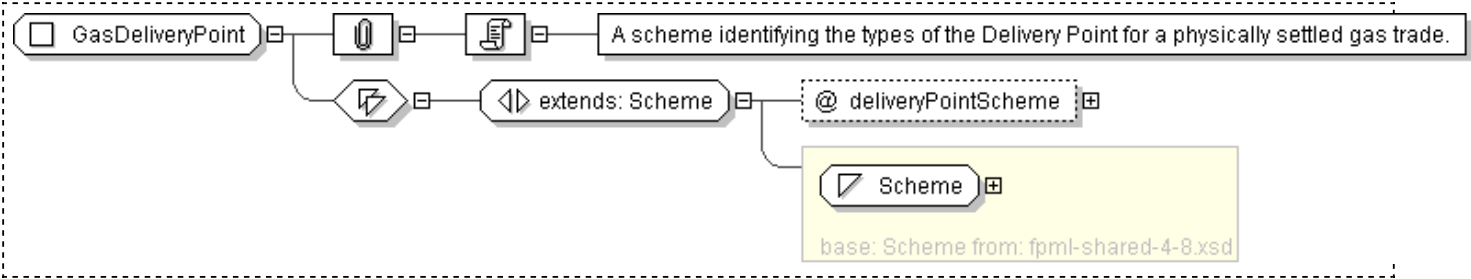 GasDeliveryPoint
A scheme identifying the types of the Delivery Point for a physically settled gas trade.
extends: Scheme
@ deliveryPointScheme
Scheme
base: Scheme from: fpml-shared-4-8.xsd